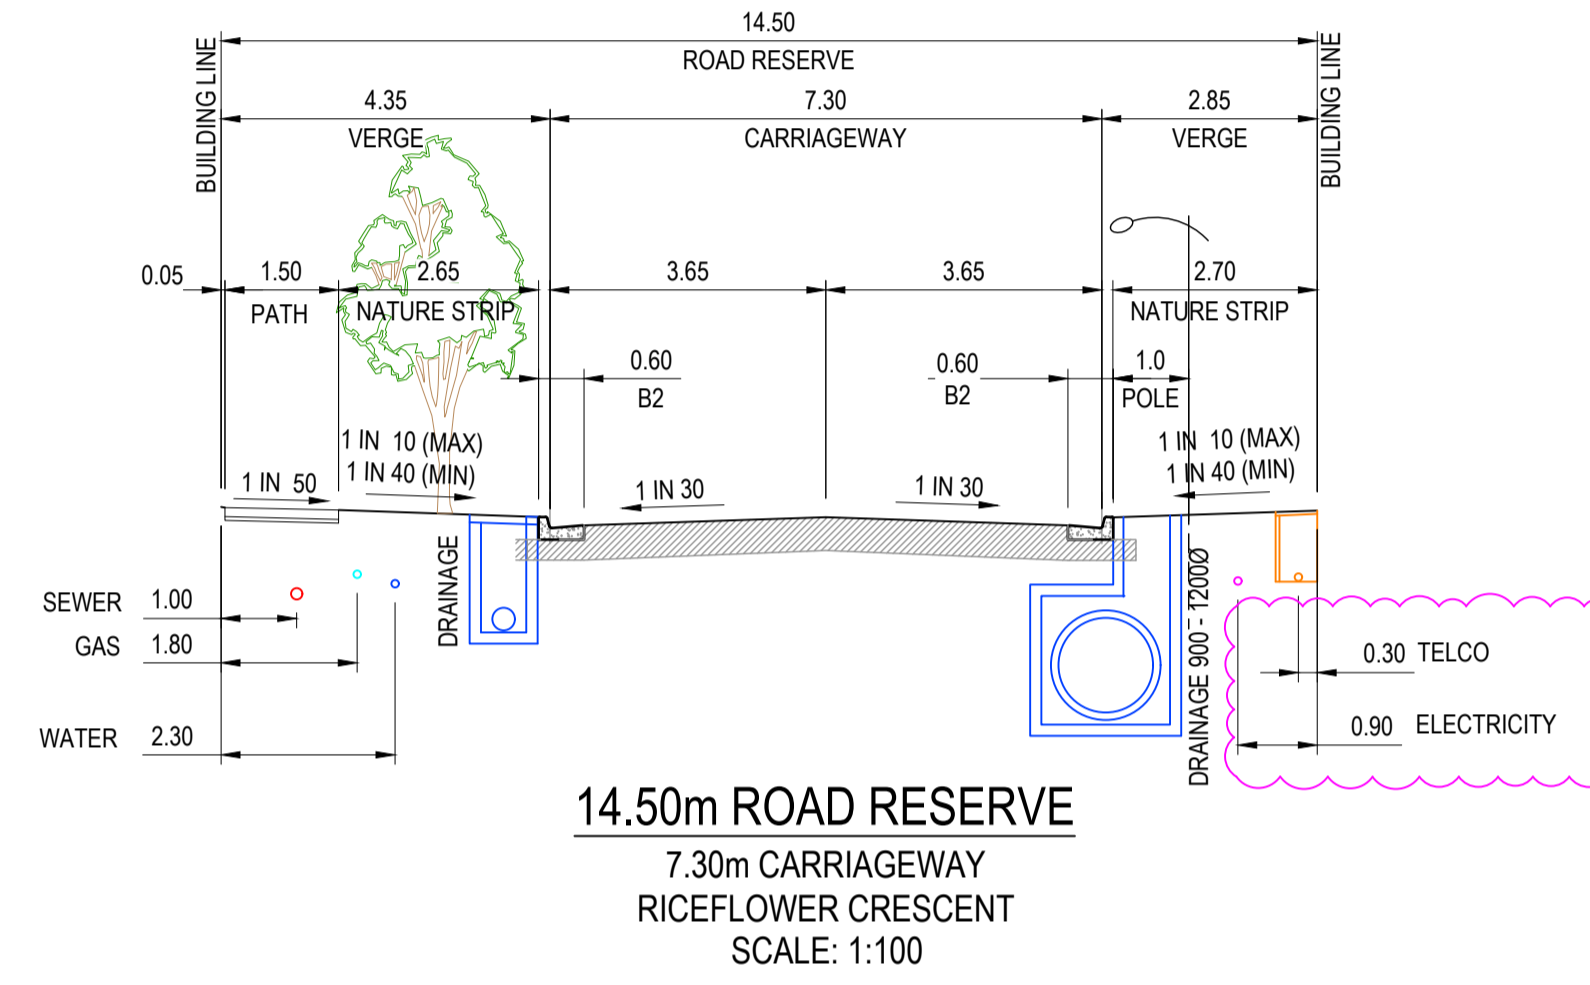 14.50
ROAD RESERVE
BUILDING LINE
BUILDING LINE
4.35
7.30
2.85
VERGE
CARRIAGEWAY
VERGE
0.05
1.50
2.65
3.65
3.65
2.70
PATH
NATURE STRIP
NATURE STRIP
0.60
B2
0.60
B2
1.0
POLE
1 IN 10 (MAX)
1 IN 40 (MIN)
1 IN 10 (MAX)
1 IN 40 (MIN)
1 IN 50
1 IN 30
1 IN 30
DRAINAGE
DRAINAGE 900 - 1200Ø
SEWER 1.00
GAS 1.80
WATER 2.30
0.30 TELCO
0.90 ELECTRICITY
14.50m ROAD RESERVE
7.30m CARRIAGEWAY
RICEFLOWER CRESCENT
SCALE: 1:100